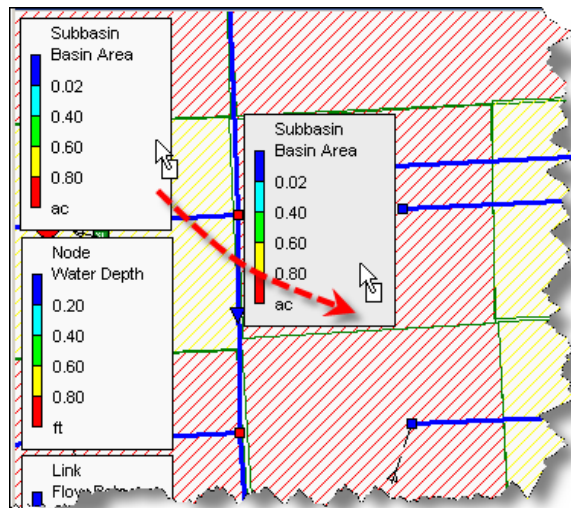 Subbasin
Basin Area
0.02
0.40
0.60
0.80
ac
Subbasin
Basin Area
0.02
0.40
0.60
0.80
ac
Node
Water Depth
0.20
0.40
0.60
0.80
ft
Link
Flow